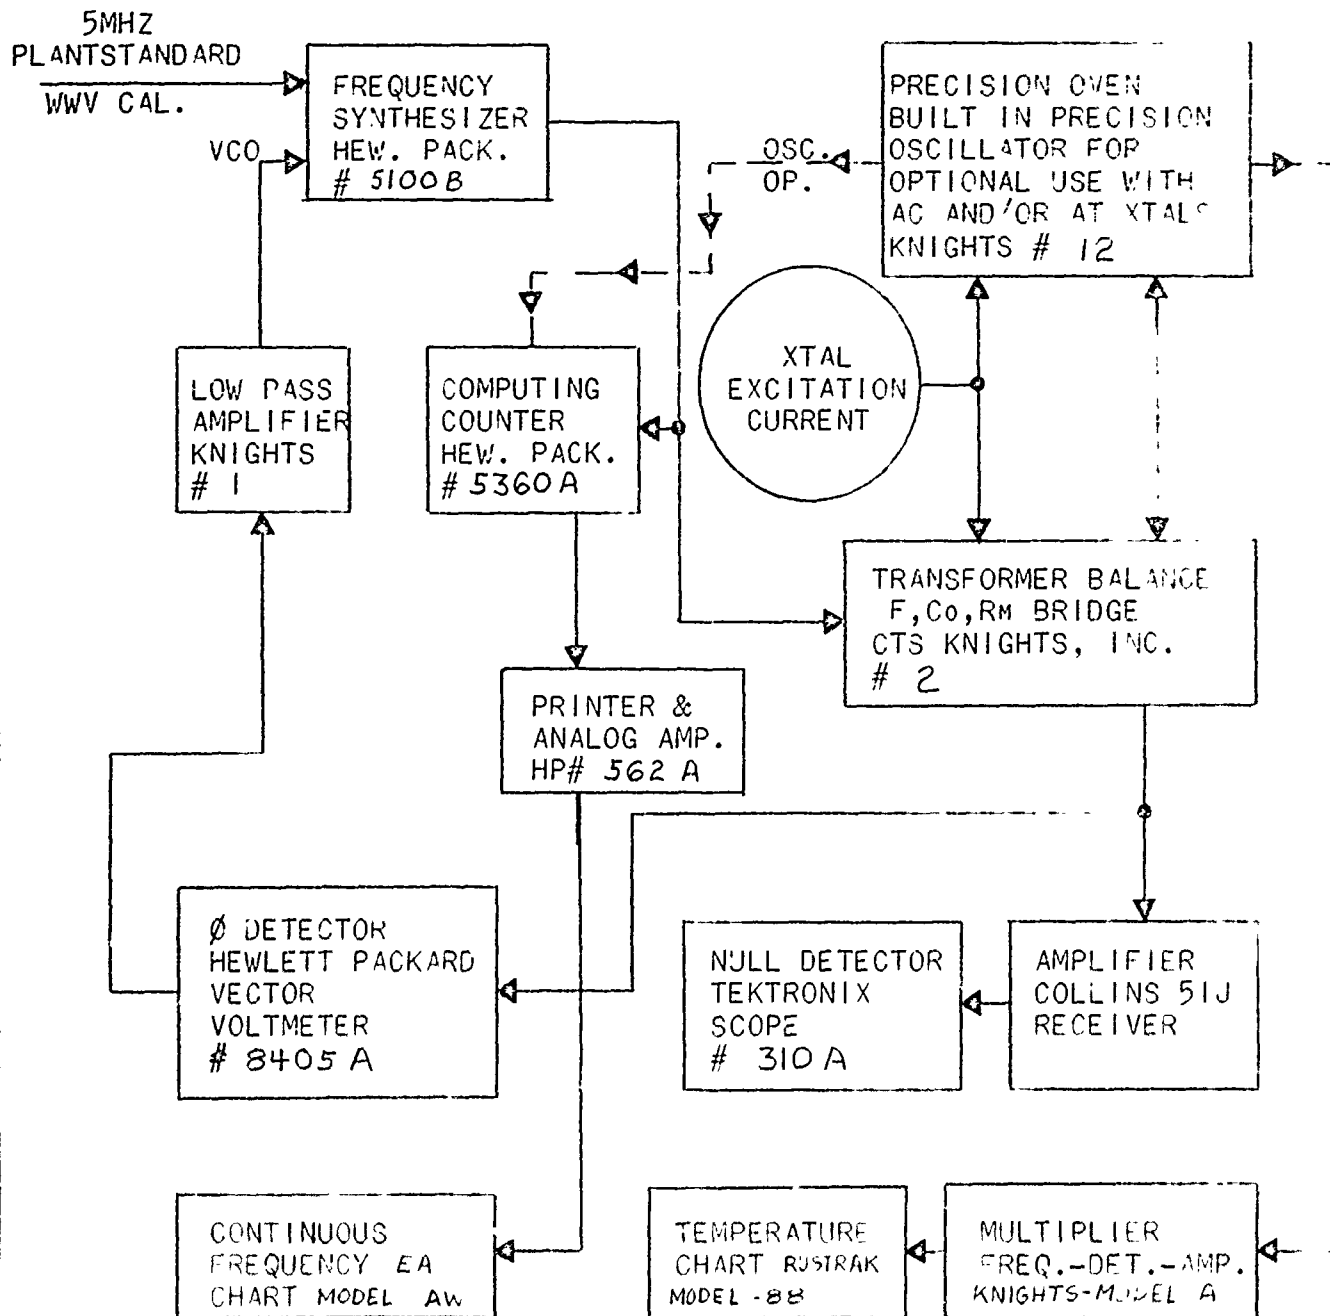 5MHZ
PLANTSTANDARD
WWV CAL.
VCO
FREQUENCY
SYNTHESIZER
HEW. PACK.
# 5100B
OSC.
OP.
PRECISION OVEN
BUILT IN PRECISION
OSCILLATOR FOR
OPTIONAL USE WITH
AC AND/OR AT XTALS
KNIGHTS # 12
LOW PASS
AMPLIFIER
KNIGHTS
# 1
COMPUTING
COUNTER
HEW. PACK.
# 5360A
XTAL
EXCITATION
CURRENT
TRANSFORMER BALANCE
F,Co,RM BRIDGE
CTS KNIGHTS, INC.
# 2
PRINTER &
ANALOG AMP.
HP# 562 A
Ø DETECTOR
HEWLETT PACKARD
VECTOR
VOLTMETER
# 8405 A
NULL DETECTOR
TEKTRONIX
SCOPE
# 310 A
AMPLIFIER
COLLINS 51J
RECEIVER
CONTINUOUS
FREQUENCY EA
CHART MODEL AW
TEMPERATURE
CHART RUSTRAK
MODEL -88
MULTIPLIER
FREQ.-DET.-AMP.
KNIGHTS-MODEL A